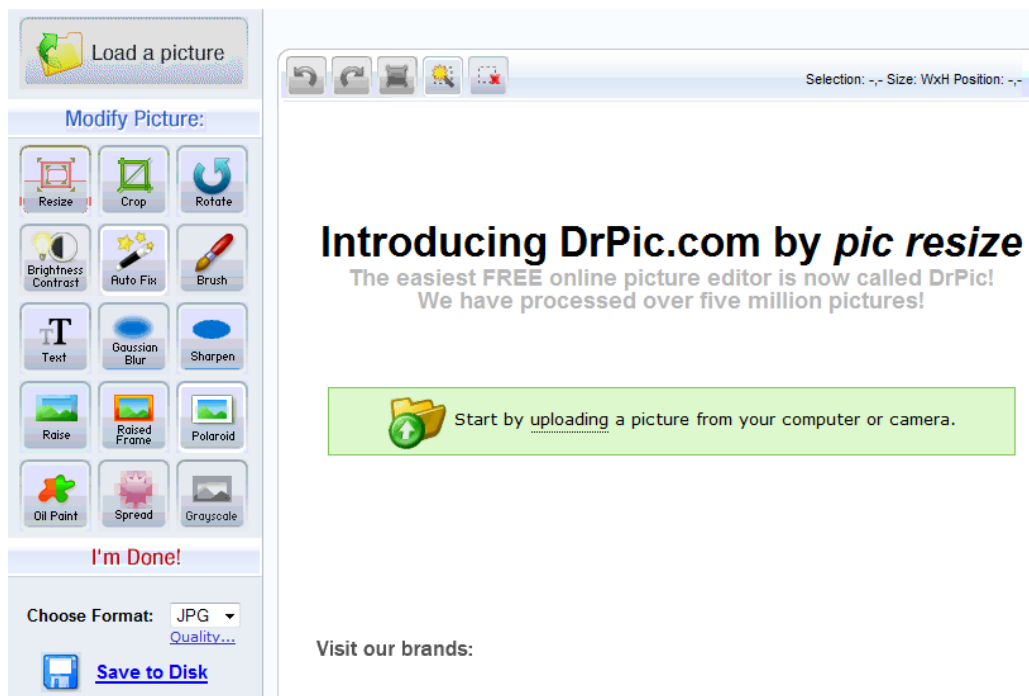 Load a picture
Modify Picture:
Resize
Crop
Rotate
Brightness
Contrast
Auto Fix
Brush
TT
Text
Gaussian
Blur
Sharpen
Raise
Raised
Frame
Polaroid
Oil Paint
Spread
Grayscale
I'm Done!
Choose Format: JPG
Quality...
Save to Disk
Selection: -,- Size: WxH Position: -,-
Introducing DrPic.com by pic resize
The easiest FREE online picture editor is now called DrPic!
We have processed over five million pictures!
Start by uploading a picture from your computer or camera.
Visit our brands: